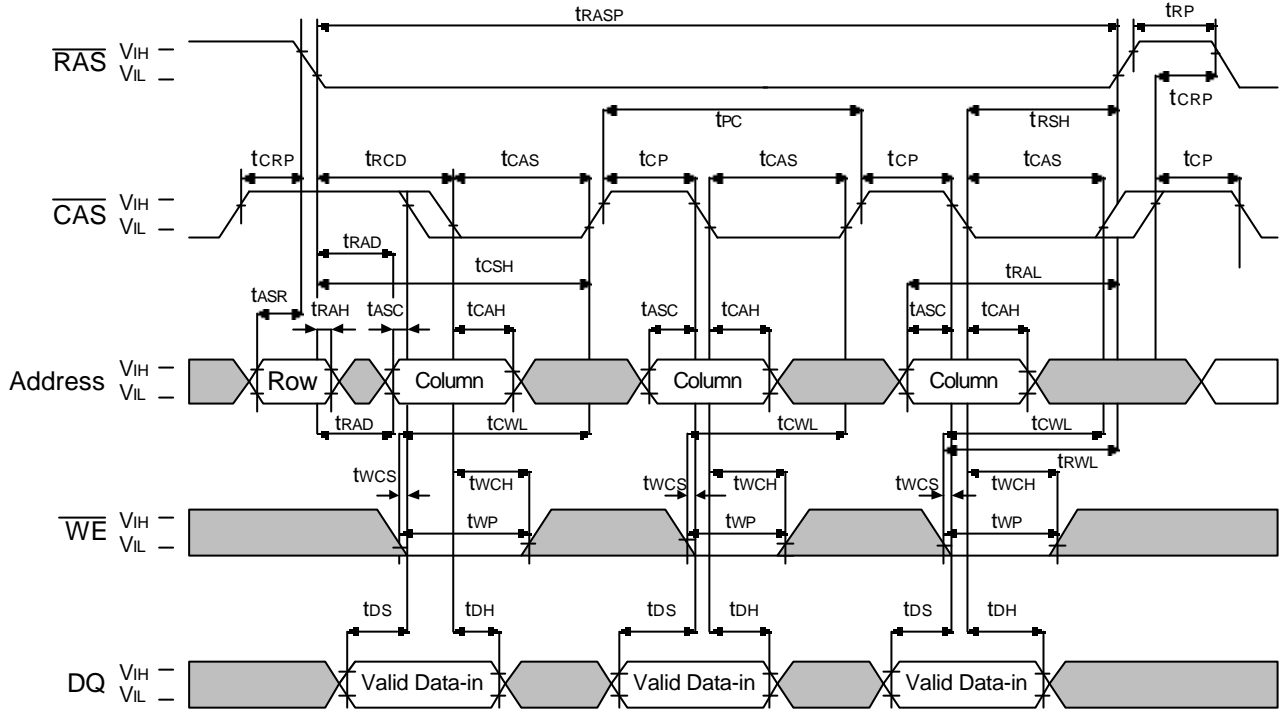 tRASP
tRP
RAS
VIH
VIL
tCRP
tPC
tRSH
tCRP
tRCD
tCAS
tCP
tCAS
tCP
tCAS
tCP
CAS
VIH
VIL
tRAD
tCSH
tRAL
tASR
tRAH
tASC
tCAH
tASC
tCAH
tASC
tCAH
Address
VIH
VIL
Row
Column
Column
Column
tRAD
tCWL
tCWL
tCWL
tRWL
tWCS
tWCH
tWCS
tWCH
tWCS
tWCH
WE
VIH
VIL
tWP
tWP
tWP
tDS
tDH
tDS
tDH
tDS
tDH
DQ
VIH
VIL
Valid Data-in
Valid Data-in
Valid Data-in